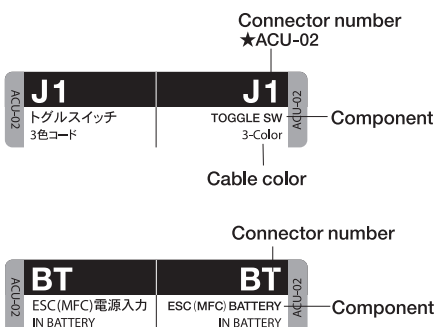 Connector number
★ACU-02
ACU-02
J1
J1
ACU-02
トグルスイッチ
TOGGLE SW
Component
3色コード
3-Color
Cable color
Connector number
ACU-02
BT
BT
ACU-02
ESC(MFC)電源入力
ESC (MFC) BATTERY
Component
IN BATTERY
IN BATTERY